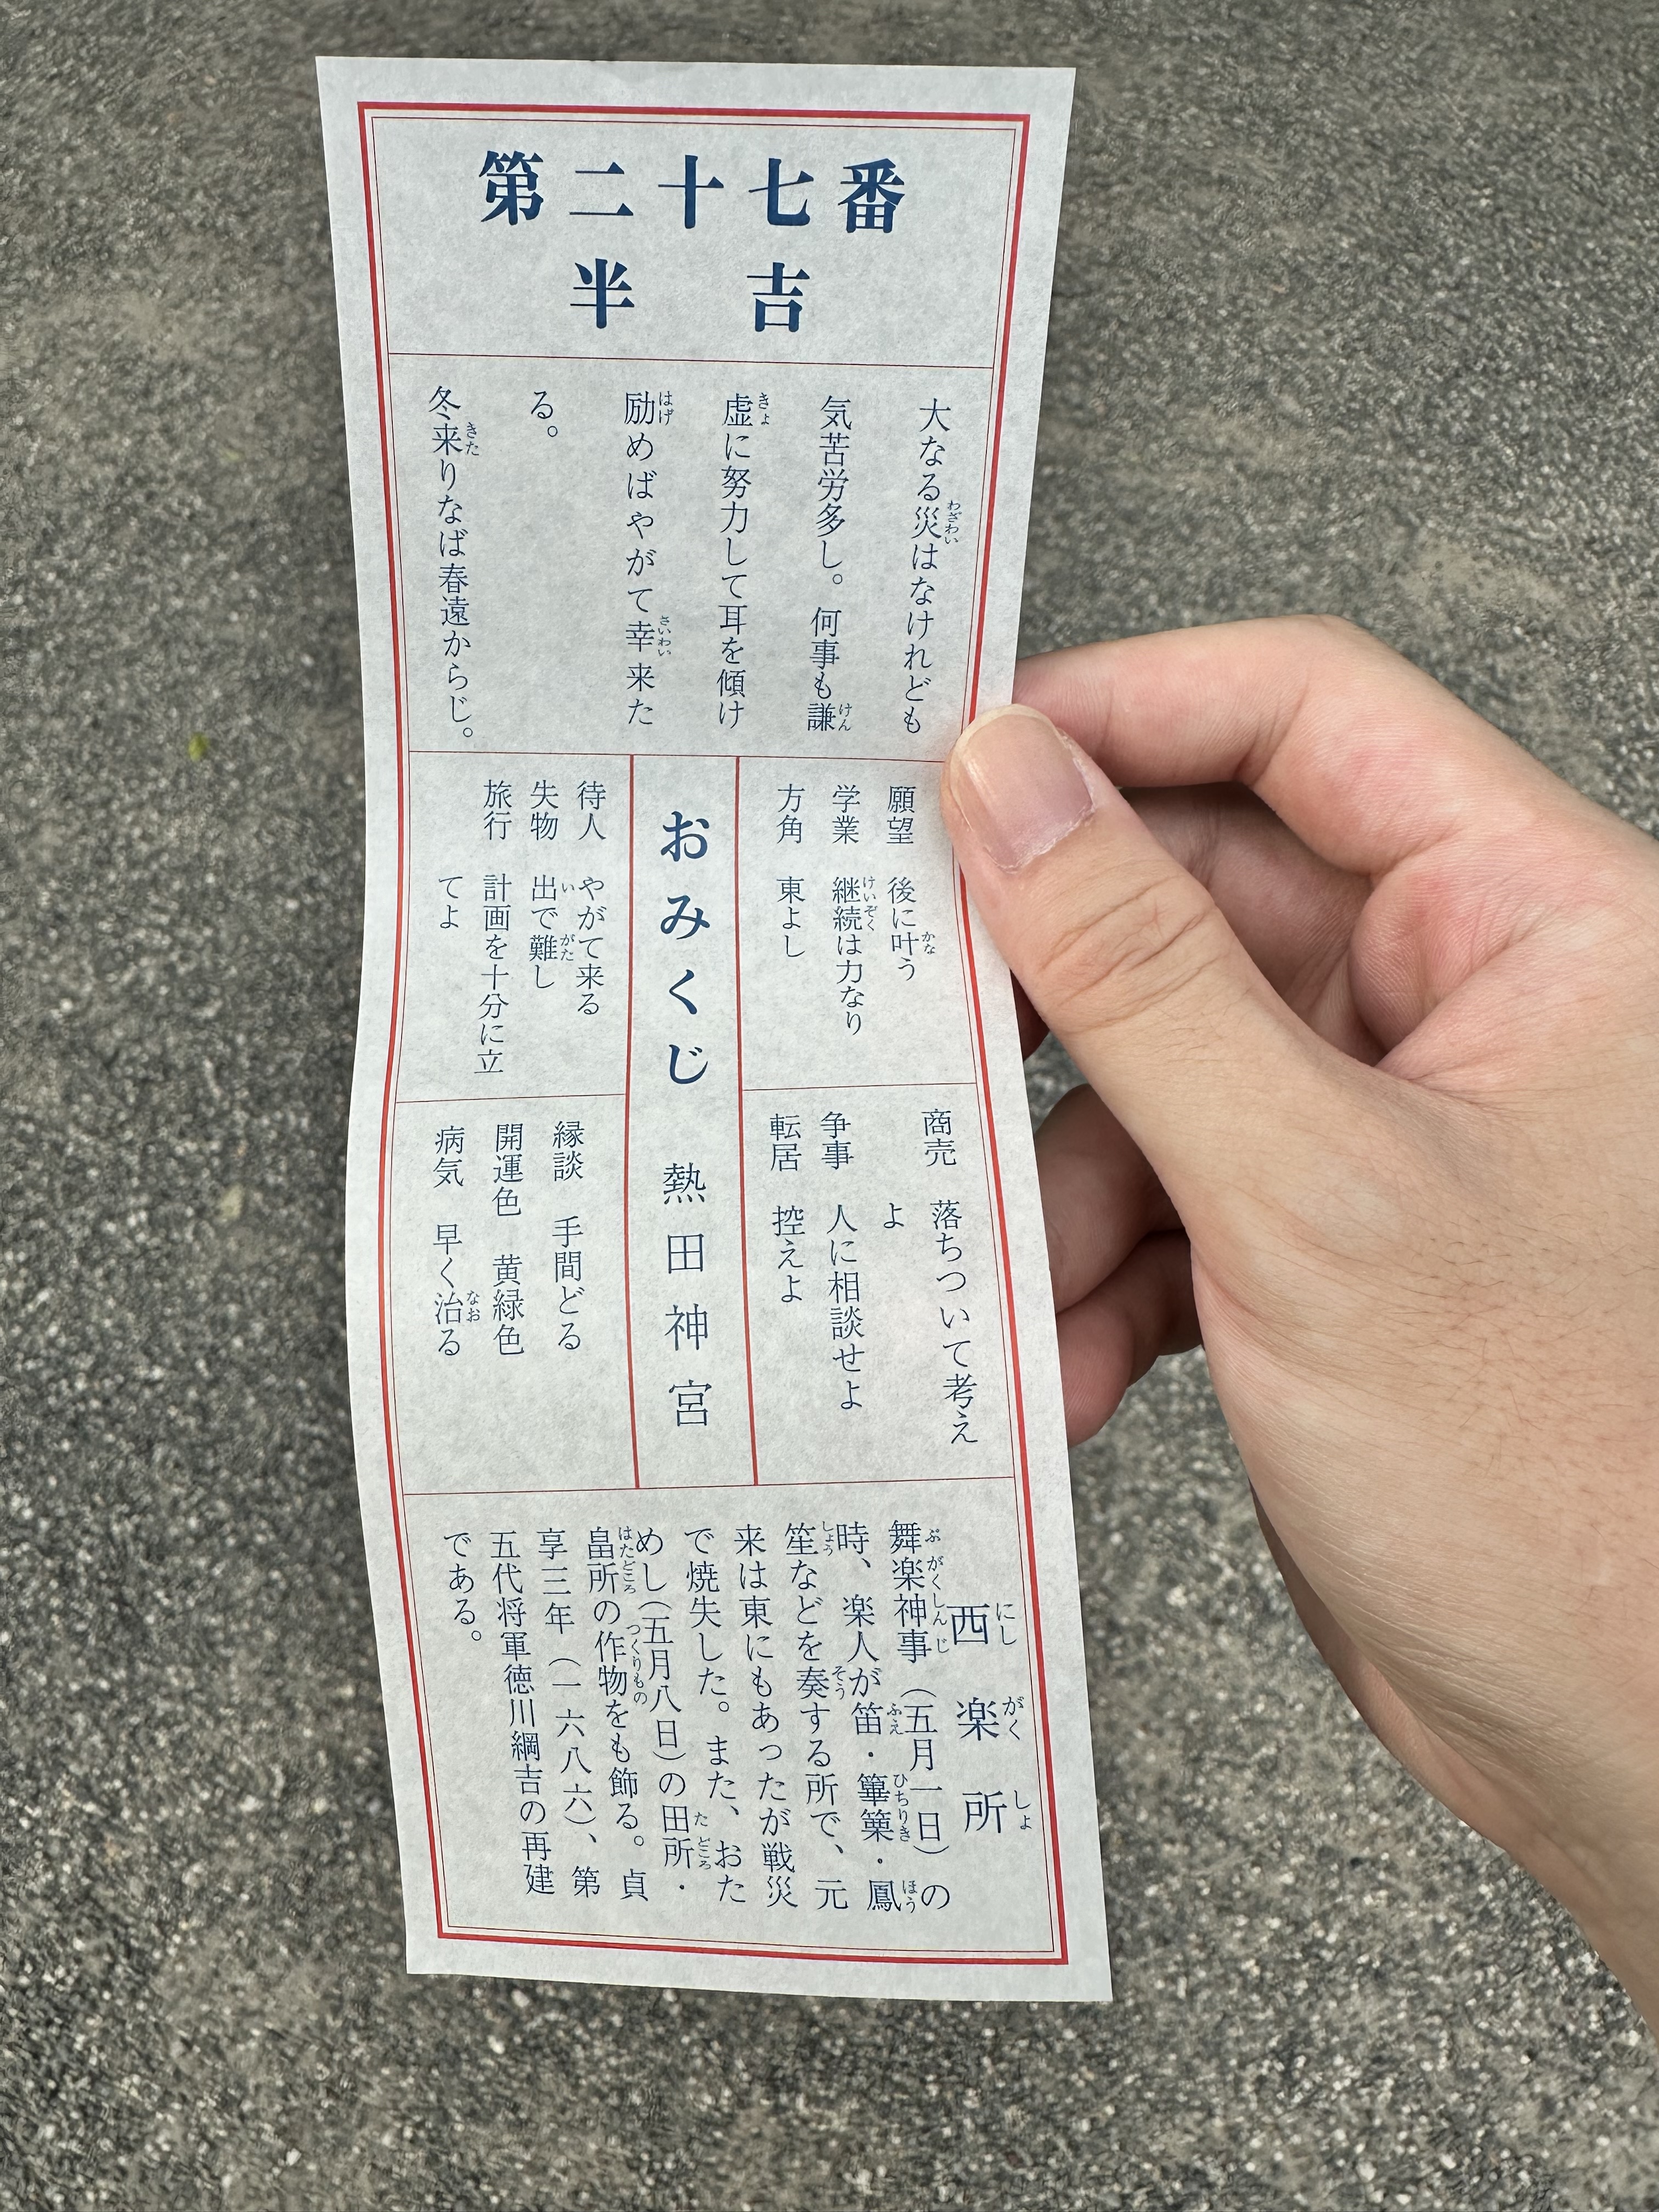 第二十七番
半吉
大なる災はなけれども
気苦労多し。何事も謙
虚に努力して耳を傾け
励めばやがて幸来た
る。
冬来りなば春遠からじ。
願望 後に叶う
学業 継続は力なり
方角 東よし
商売 落ちついて考え
よ
争事 人に相談せよ
転居 控えよ
おみくじ 熱田神宮
待人 やがて来る
失物 出で難し
旅行 計画を十分に立
てよ
縁談 手間どる
開運色 黄緑色
病気 早く治る
西楽所
舞楽神事(五月一日)の
時、楽人が笛・篳篥・鳳
笙などを奏する所で、元
来は東にもあったが戦災
で焼失した。また、おた
めし(五月八日)の田所・
畠所の作物をも飾る。貞
享三年(一六八六)、第
五代将軍徳川綱吉の再建
である。